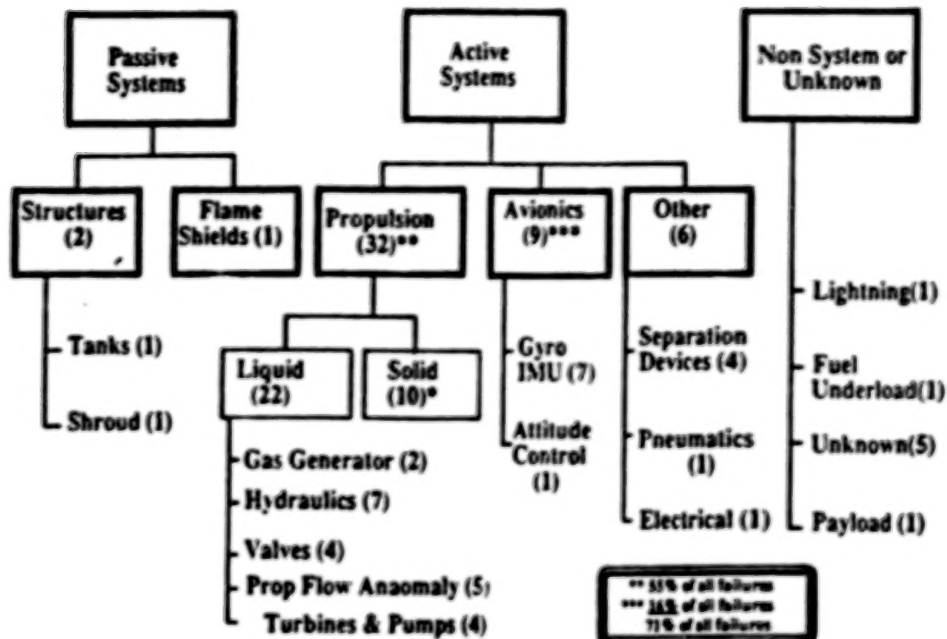 Passive
Systems
Active
Systems
Non System or
Unknown
Structures
(2)
Flame
Shields (1)
Propulsion
(32)**
Avionics
(9)***
Other
(6)
Tanks (1)
Shroud (1)
Liquid
(22)
Solid
(10)*
Gas Generator (2)
Hydraulics (7)
Valves (4)
Prop Flow Anaomaly (5)
Turbines & Pumps (4)
Gyro
IMU (7)
Attitude
Control
(1)
Separation
Devices (4)
Pneumatics
(1)
Electrical (1)
Lightning(1)
Fuel
Underload(1)
Unknown(5)
Payload (1)
** 55% of all failures
*** 16% of all failures
71% of all failures